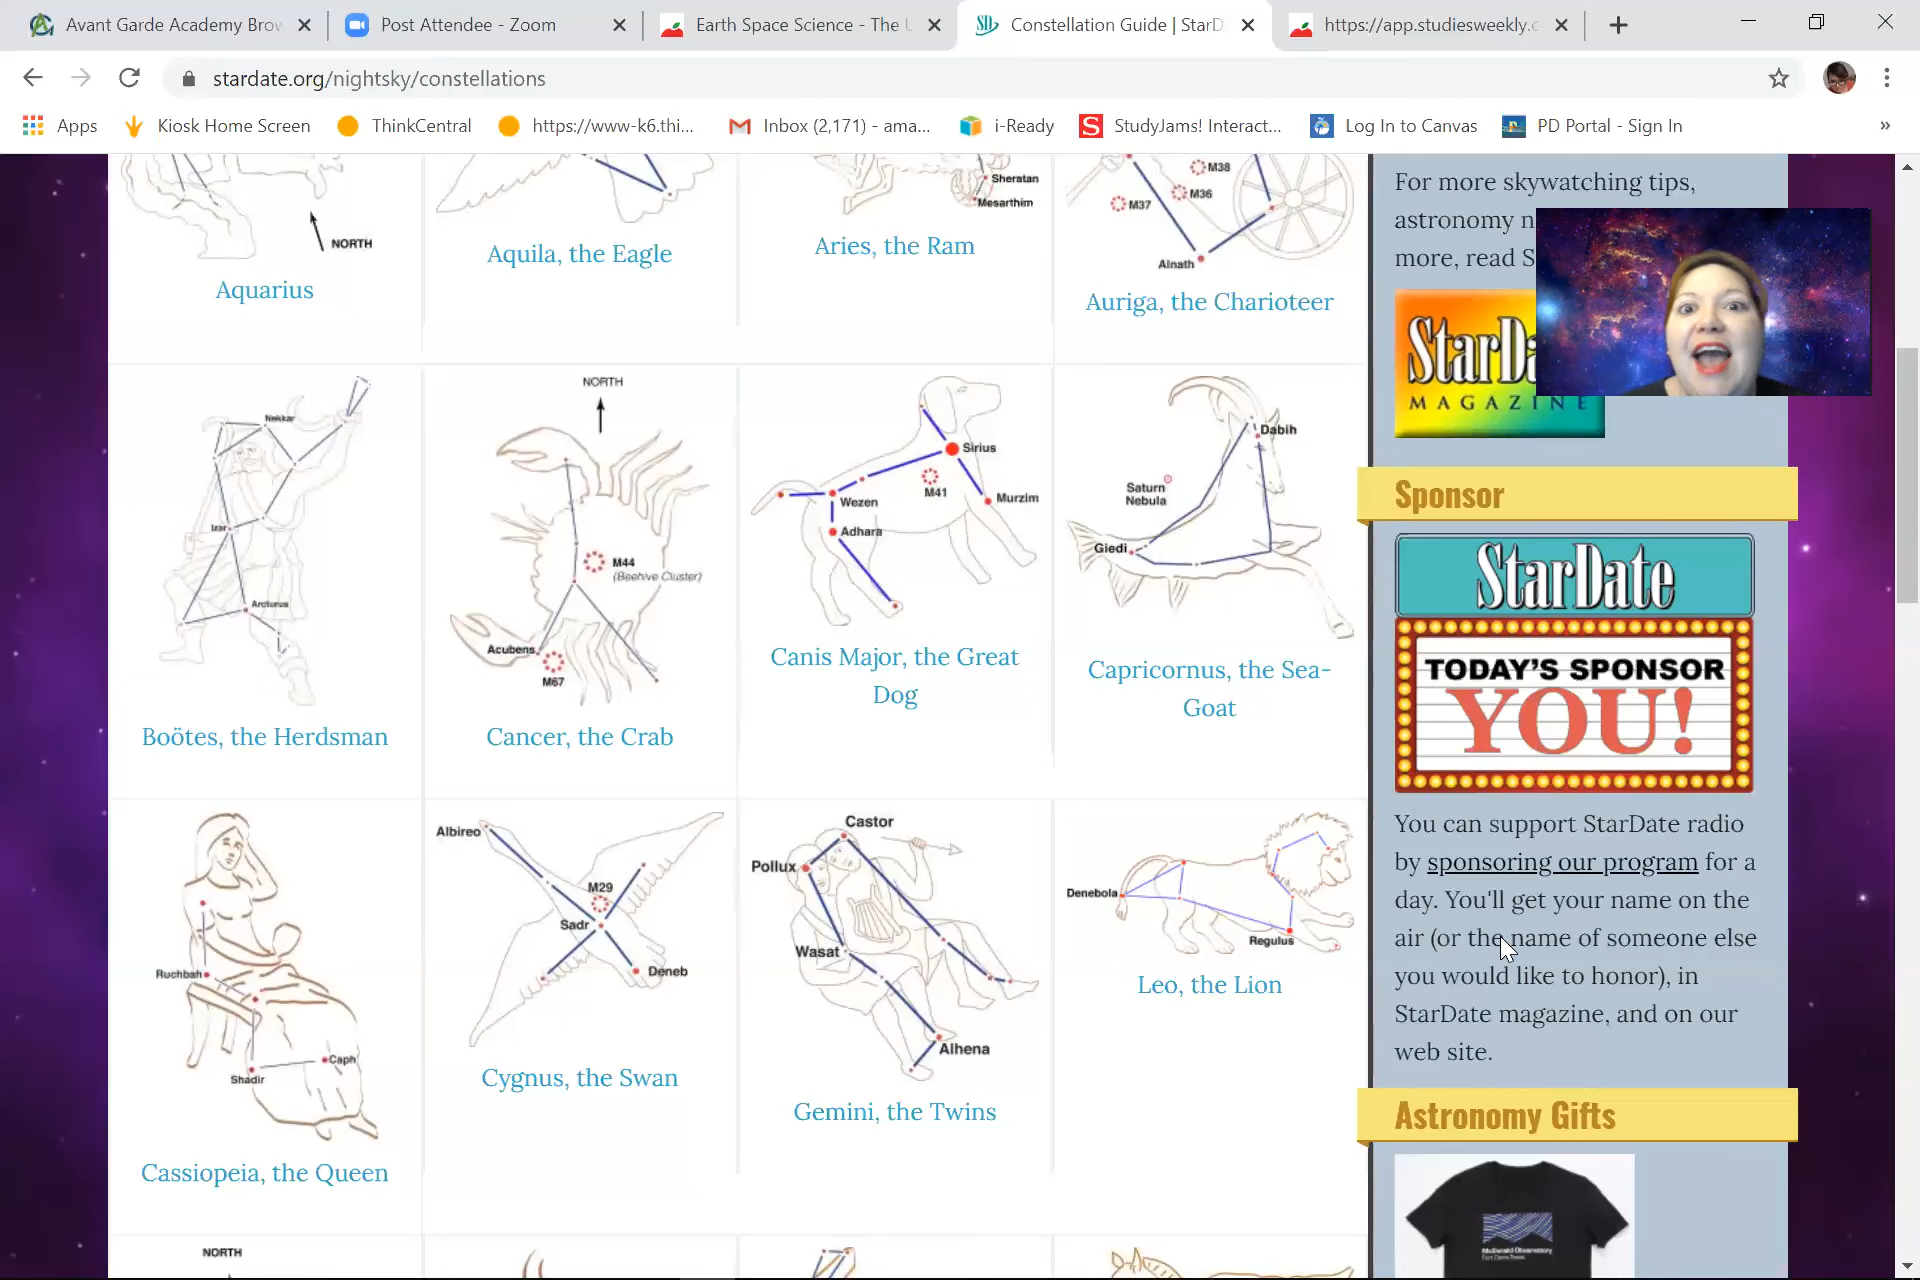 Avant Garde Academy Brow
Post Attendee - Zoom
Earth Space Science - The U
Constellation Guide | StarD
https://app.studiesweekly.c
stardate.org/nightsky/constellations
Apps
Kiosk Home Screen
ThinkCentral
https://www-k6.thi...
Inbox (2,171) - ama...
i-Ready
S
StudyJams! Interact...
Log In to Canvas
PD Portal - Sign In
»
NORTH
Aquarius
Aquila, the Eagle
Sheratan
Mesarthim
Aries, the Ram
M38
M36
M37
Alnath
Auriga, the Charioteer
Nekkar
Izar
Arcturus
Boötes, the Herdsman
NORTH
M44
(Beehive Cluster)
Acubens
M67
Cancer, the Crab
Sirius
M41
Murzim
Wezen
Adhara
Canis Major, the Great
Dog
Dabih
Saturn
Nebula
Giedi
Capricornus, the Sea-
Goat
Ruchbah
Caph
Shadir
Cassiopeia, the Queen
Albireo
M29
Sadr
Deneb
Cygnus, the Swan
Castor
Pollux
Wasat
Alhena
Gemini, the Twins
Denebola
Regulus
Leo, the Lion
NORTH
For more skywatching tips,
astronomy n
more, read S
StarDa
MAGAZINE
Sponsor
StarDate
TODAY'S SPONSOR
YOU!
You can support StarDate radio
by sponsoring our program for a
day. You'll get your name on the
air (or the name of someone else
you would like to honor), in
StarDate magazine, and on our
web site.
Astronomy Gifts
McDonald Observatory
Fort Davis, Texas